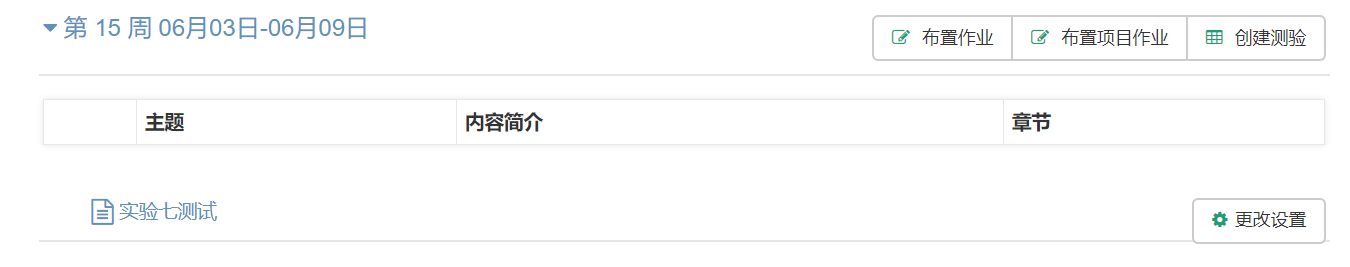 第 15 周 06月03日-06月09日
布置作业 布置项目作业 创建测验
主题 内容简介 章节
实验七测试
更改设置